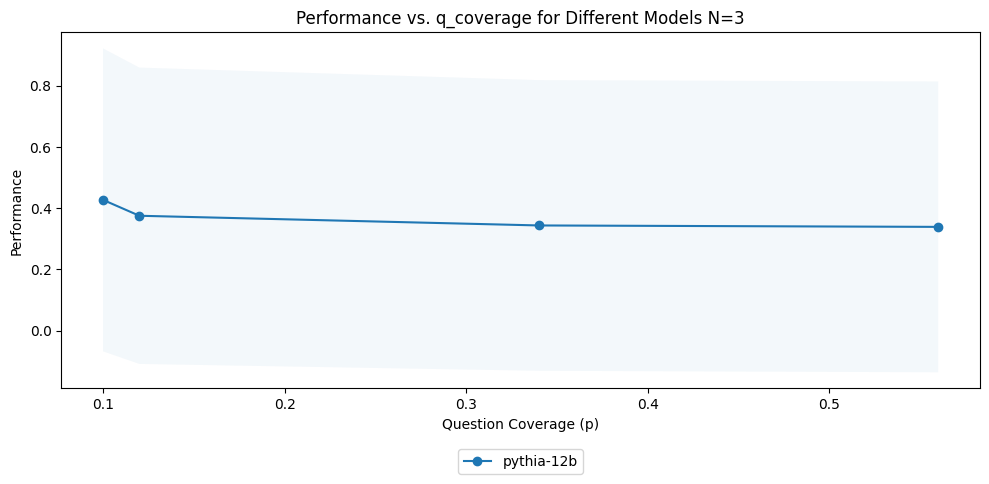 Performance vs. q_coverage for Different Models N=3
Performance
0.8
0.6
0.4
0.2
0.0
0.1 0.2 0.3 0.4 0.5
Question Coverage (p)
pythia-12b